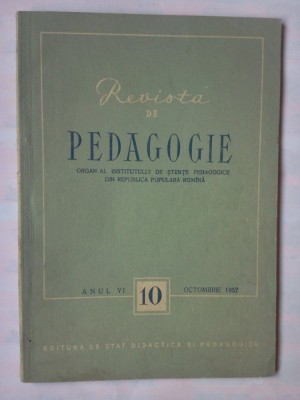 Revista
DE
PEDAGOGIE
ORGAN AL INSTITUTULUI DE ȘTIINȚE PEDAGOGICE
DIN REPUBLICA POPULARĂ ROMÎNĂ
ANUL VI 10 OCTOMBRIE 1957
EDITURA DE STAT DIDACTICĂ ȘI PEDAGOGICĂ